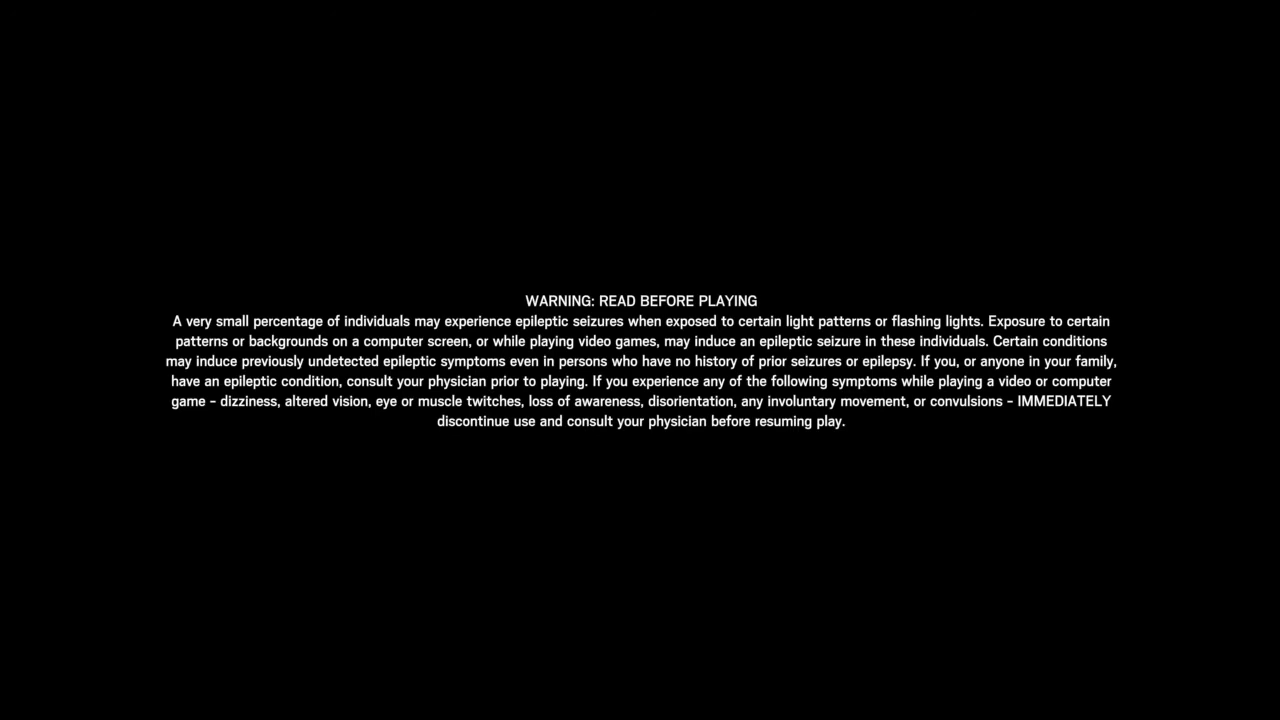 WARNING: READ BEFORE PLAYING
A very small percentage of individuals may experience epileptic seizures when exposed to certain light patterns or flashing lights. Exposure to certain
patterns or backgrounds on a computer screen, or while playing video games, may induce an epileptic seizure in these individuals. Certain conditions
may induce previously undetected epileptic symptoms even in persons who have no history of prior seizures or epilepsy. If you, or anyone in your family,
have an epileptic condition, consult your physician prior to playing. If you experience any of the following symptoms while playing a video or computer
game - dizziness, altered vision, eye or muscle twitches, loss of awareness, disorientation, any involuntary movement, or convulsions - IMMEDIATELY
discontinue use and consult your physician before resuming play.